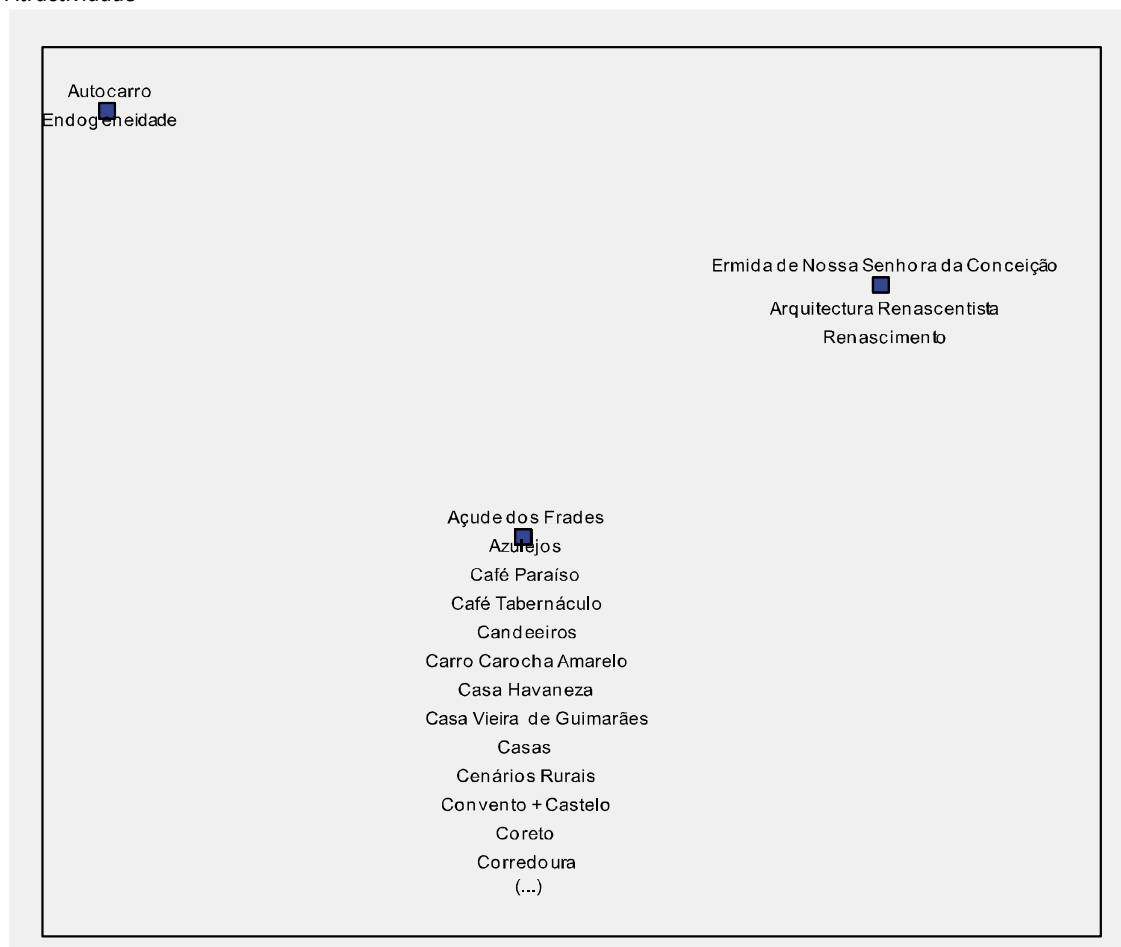 Autocarro
Endogeneidade
Ermida de Nossa Senhora da Conceição
Arquitectura Renascentista
Renascimento
Açude dos Frades
Azulejos
Café Paraíso
Café Tabernáculo
Candeeiros
Carro Carocha Amarelo
Casa Havaneza
Casa Vieira de Guimarães
Casas
Cenários Rurais
Convento + Castelo
Coreto
Corredoura
(...)